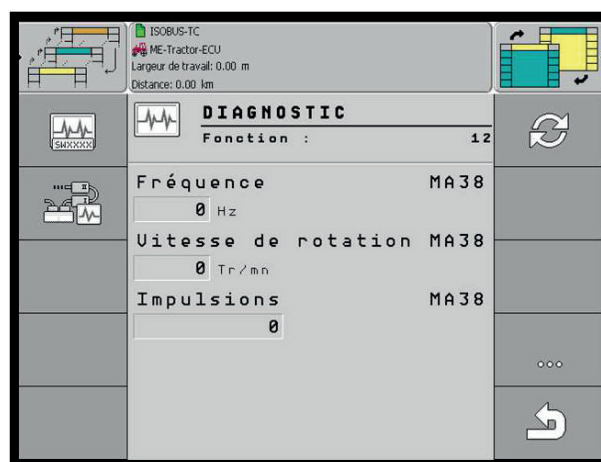 ISOBUS-TC
ME-Tractor-ECU
Largeur de travail: 0.00 m
Distance: 0.00 km
SWXXXX
DIAGNOSTIC
Fonction : 12
Fréquence MA38
0 Hz
Vitesse de rotation MA38
0 Tr/mn
Impulsions MA38
0